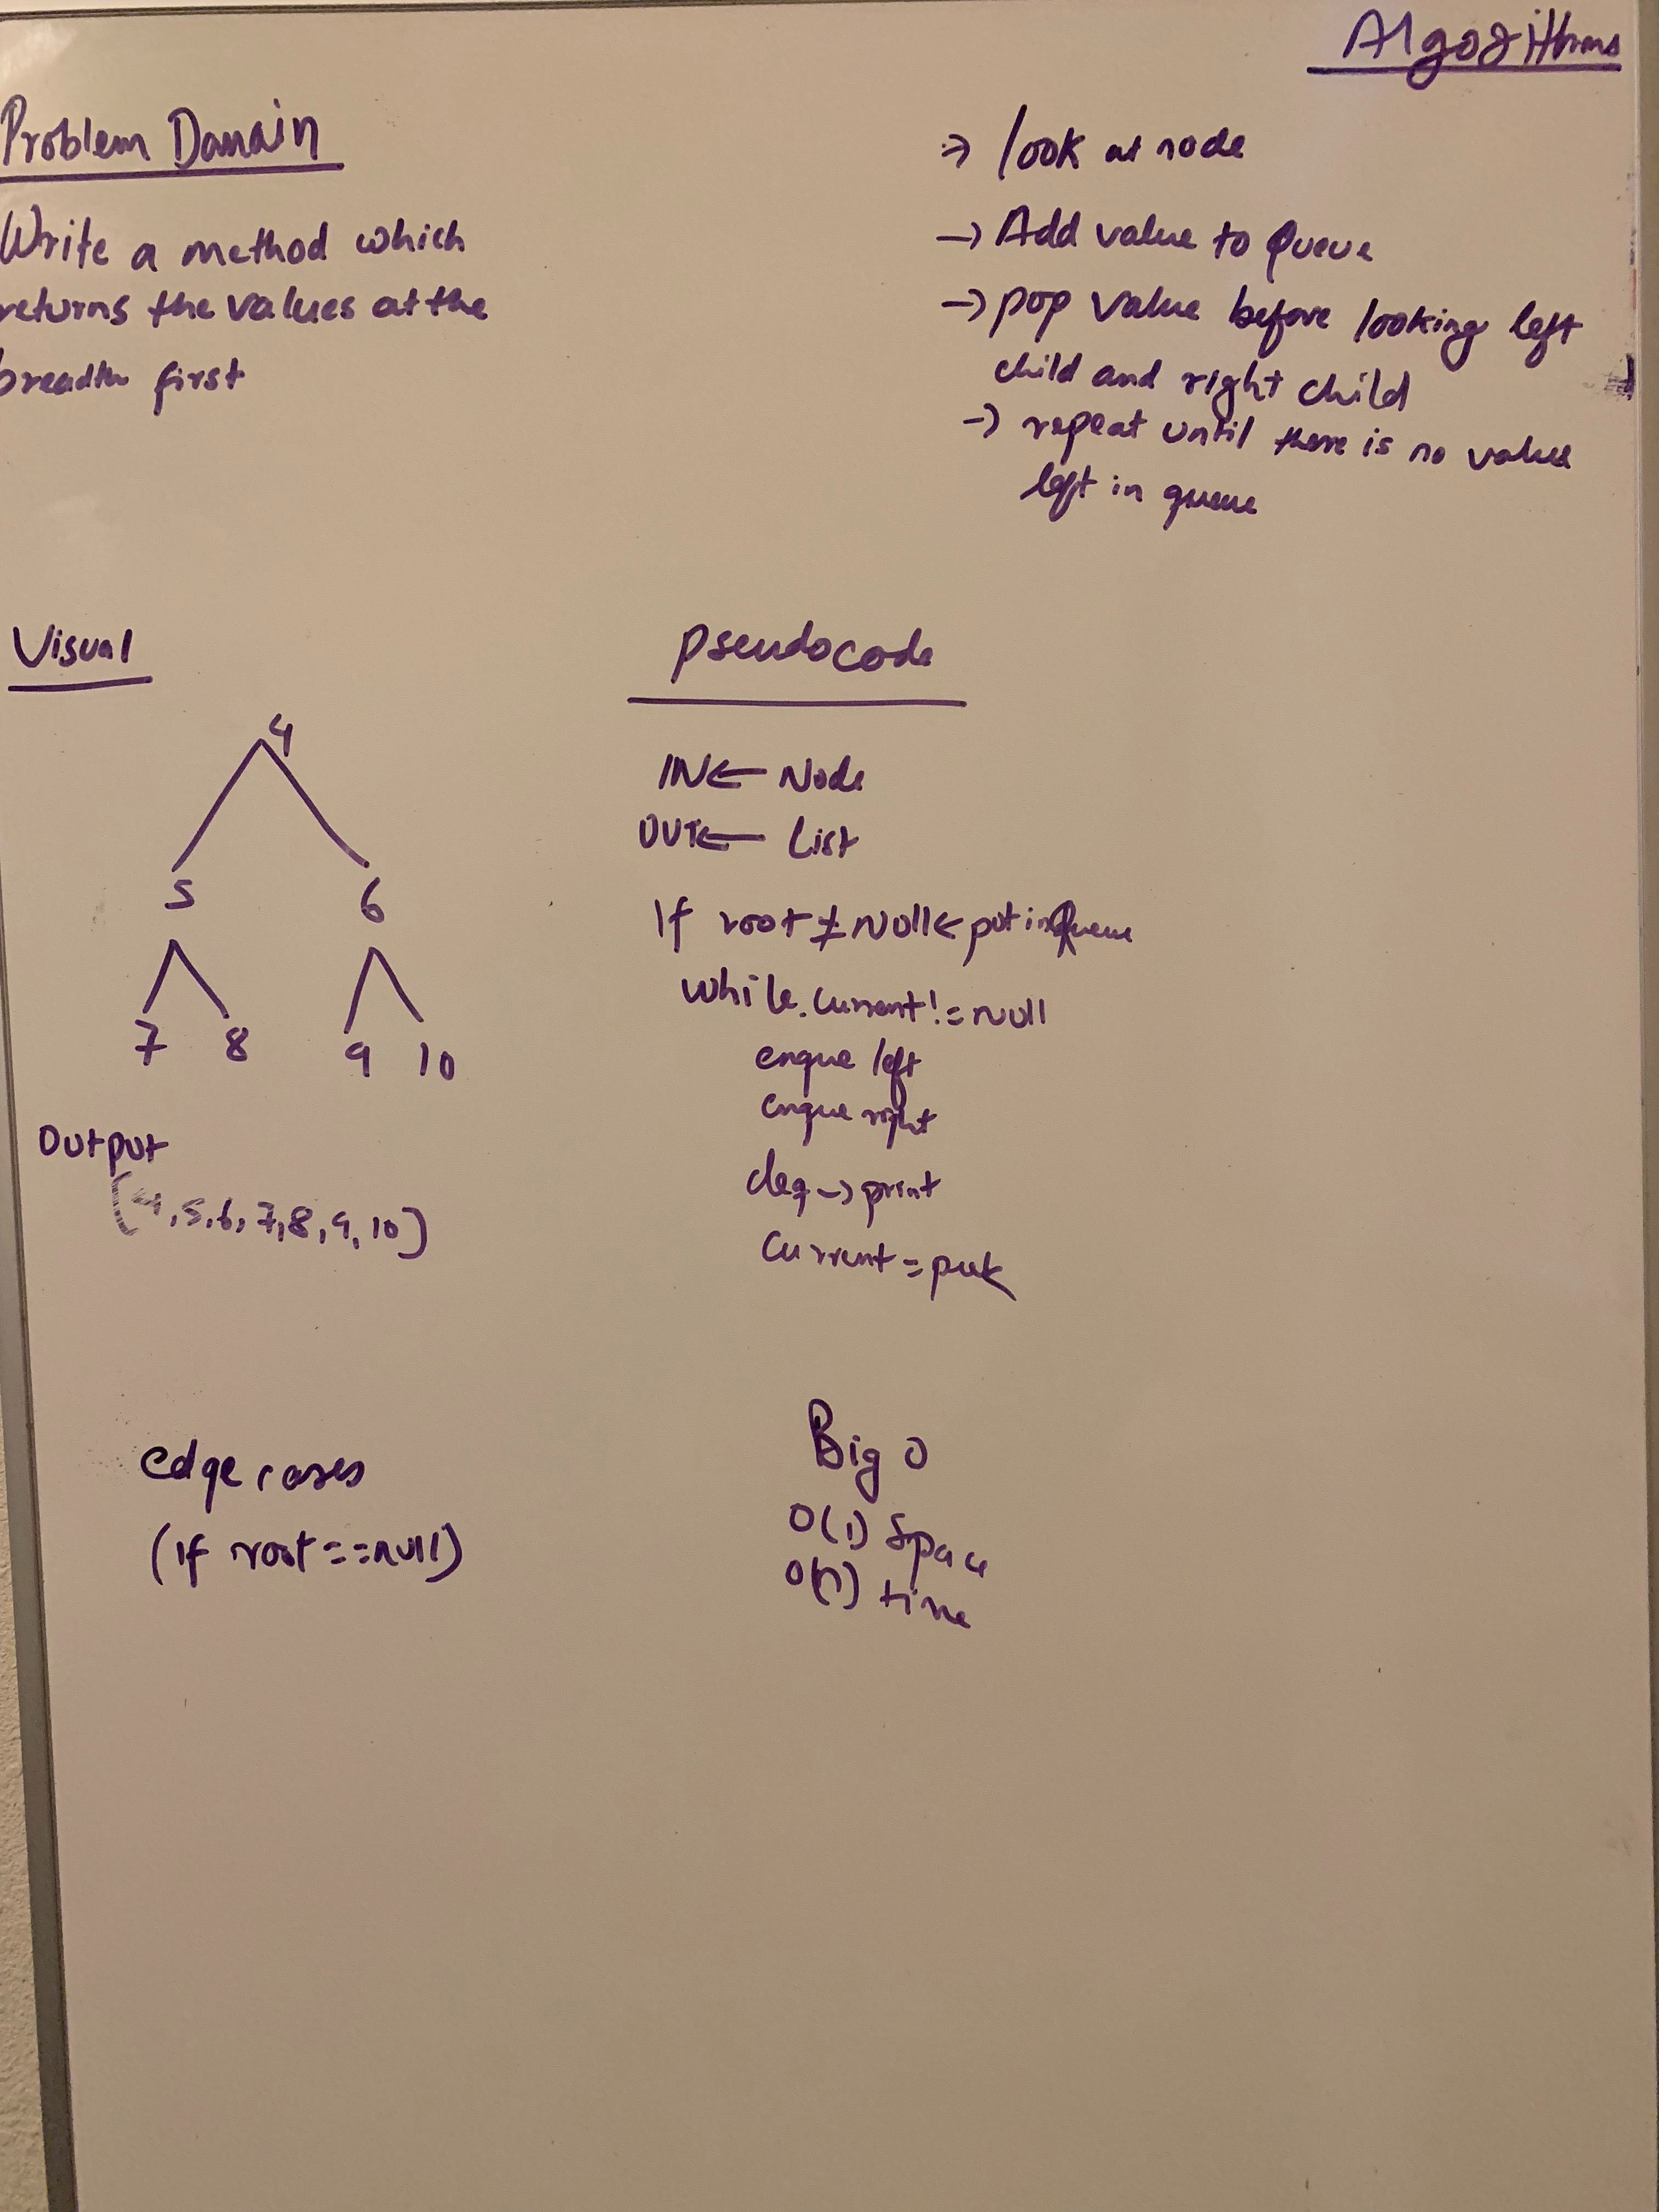 Algorithms
Problem Domain
Write a method which
returns the values at the
breadth first
→ look at node
→ Add value to Queue
→ pop value before looking left
child and right child
→ repeat until there is no value
left in queue
Visual
4
5 6
7 8 9 10
Output
[4,5,6,7,8,9,10]
pseudocode
IN ← Node
OUT ← List
If root ≠ Null ← put in Queue
while.current != null
enque left
enque right
deq → print
Current = peek
edge cases
(if root == null)
Big O
O(1) Space
O(n) time